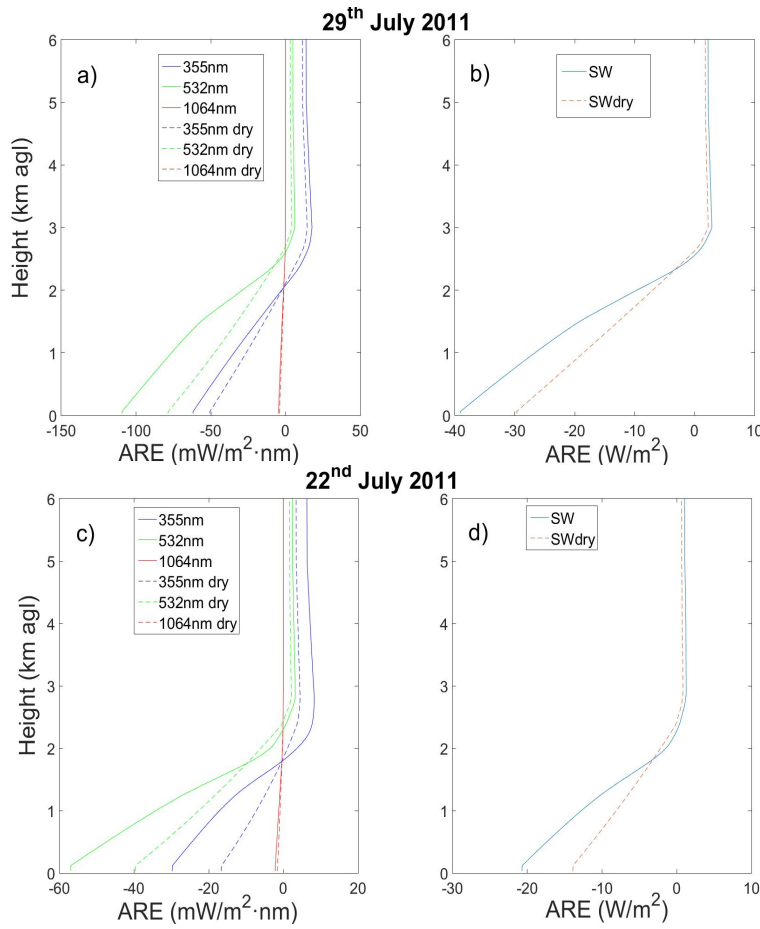 29th July 2011
a)
355nm
532nm
1064nm
355nm dry
532nm dry
1064nm dry
Height (km agl)
6
5
4
3
2
1
0
-150 -100 -50 0 50
ARE (mW/m²·nm)
b)
SW
SWdry
6
5
4
3
2
1
0
-40 -30 -20 -10 0 10
ARE (W/m²)
22nd July 2011
c)
355nm
532nm
1064nm
355nm dry
532nm dry
1064nm dry
Height (km agl)
6
5
4
3
2
1
0
-60 -40 -20 0 20
ARE (mW/m²·nm)
d)
SW
SWdry
6
5
4
3
2
1
0
-30 -20 -10 0 10
ARE (W/m²)